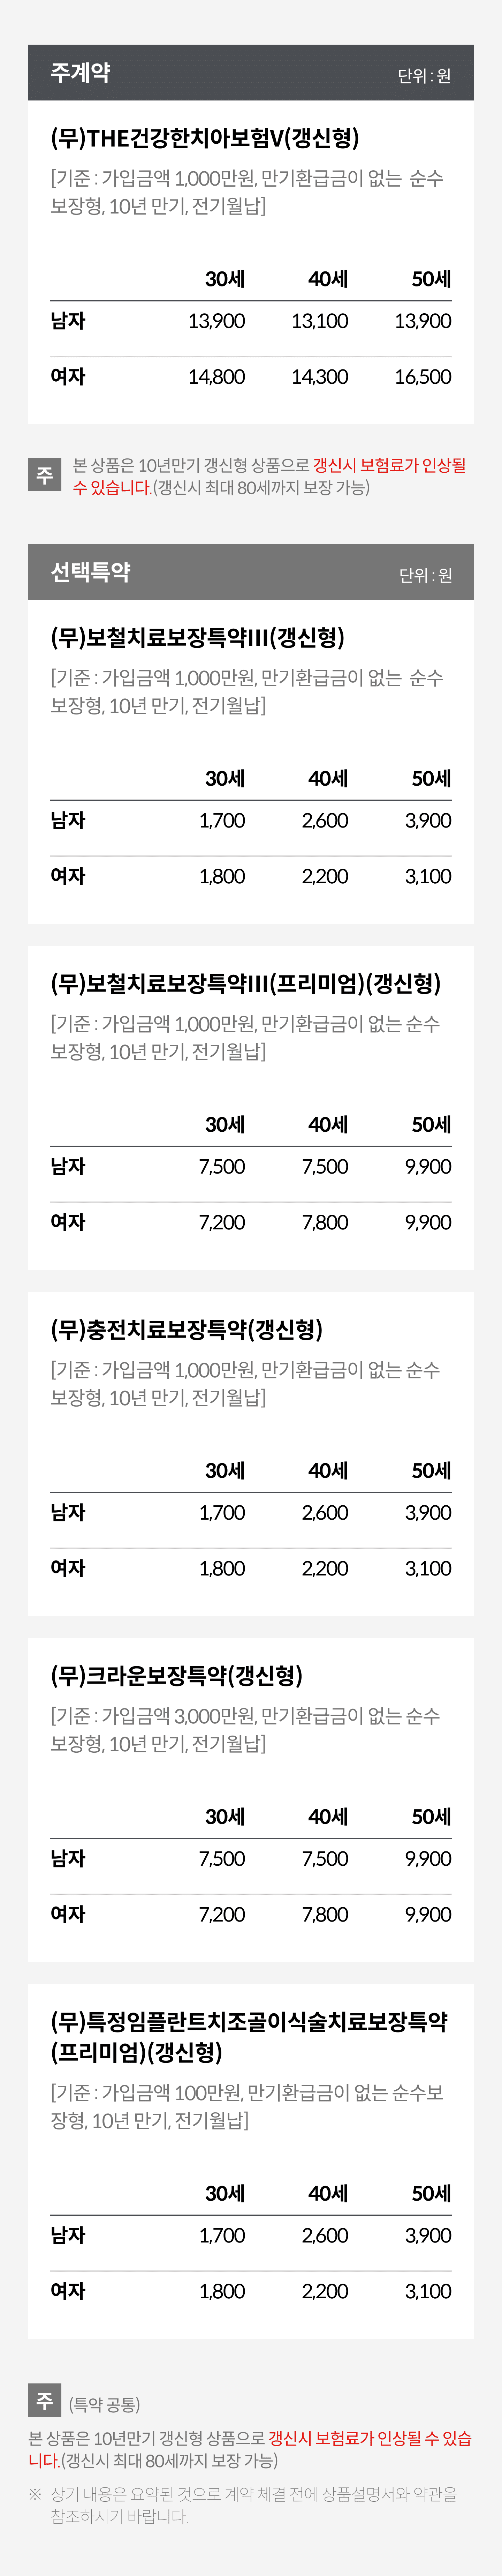 주계약 단위 : 원
(무)THE건강한치아보험V(갱신형)
[기준 : 가입금액 1,000만원, 만기환급금이 없는 순수
보장형, 10년 만기, 전기월납]
30세 40세 50세
남자 13,900 13,100 13,900
여자 14,800 14,300 16,500
주 본 상품은 10년만기 갱신형 상품으로 갱신시 보험료가 인상될
수 있습니다.(갱신시 최대 80세까지 보장 가능)
선택특약 단위 : 원
(무)보철치료보장특약III(갱신형)
[기준 : 가입금액 1,000만원, 만기환급금이 없는 순수
보장형, 10년 만기, 전기월납]
30세 40세 50세
남자 1,700 2,600 3,900
여자 1,800 2,200 3,100
(무)보철치료보장특약III(프리미엄)(갱신형)
[기준 : 가입금액 1,000만원, 만기환급금이 없는 순수
보장형, 10년 만기, 전기월납]
30세 40세 50세
남자 7,500 7,500 9,900
여자 7,200 7,800 9,900
(무)충전치료보장특약(갱신형)
[기준 : 가입금액 1,000만원, 만기환급금이 없는 순수
보장형, 10년 만기, 전기월납]
30세 40세 50세
남자 1,700 2,600 3,900
여자 1,800 2,200 3,100
(무)크라운보장특약(갱신형)
[기준 : 가입금액 3,000만원, 만기환급금이 없는 순수
보장형, 10년 만기, 전기월납]
30세 40세 50세
남자 7,500 7,500 9,900
여자 7,200 7,800 9,900
(무)특정임플란트치조골이식술치료보장특약
(프리미엄)(갱신형)
[기준 : 가입금액 100만원, 만기환급금이 없는 순수보
장형, 10년 만기, 전기월납]
30세 40세 50세
남자 1,700 2,600 3,900
여자 1,800 2,200 3,100
주 (특약 공통)
본 상품은 10년만기 갱신형 상품으로 갱신시 보험료가 인상될 수 있습
니다.(갱신시 최대 80세까지 보장 가능)
※ 상기 내용은 요약된 것으로 계약 체결 전에 상품설명서와 약관을
참조하시기 바랍니다.